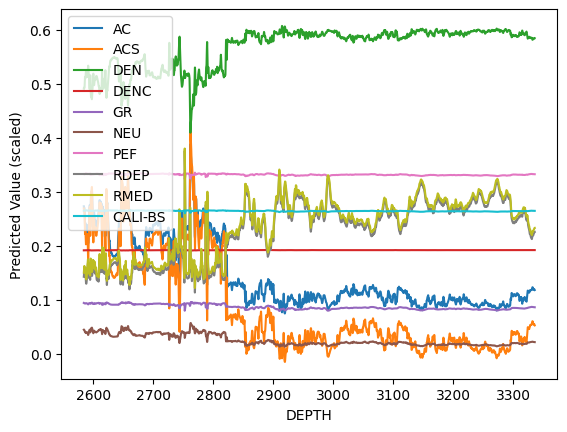 Predicted Value (scaled)
0.6
0.5
0.4
0.3
0.2
0.1
0.0
AC
ACS
DEN
DENC
GR
NEU
PEF
RDEP
RMED
CALI-BS
2600 2700 2800 2900 3000 3100 3200 3300
DEPTH